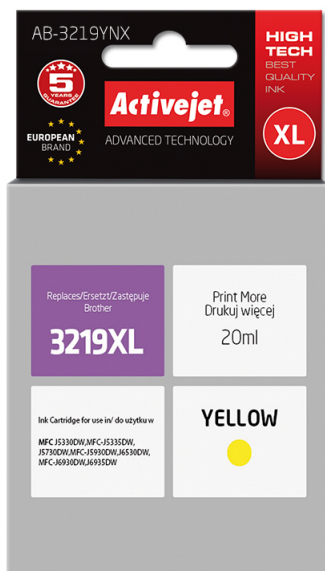 AB-3219YNX
HIGH
TECH
BEST
QUALITY
INK
5
YEARS
GUARANTEE
Activejet®
EUROPEAN
BRAND
ADVANCED TECHNOLOGY
XL
Replaces/Ersetzt/Zastępuje
Brother
3219XL
Print More
Drukuj więcej
20ml
Ink Cartridge for use in/ do użytku w
MFC J5330DW,MFC-J5335DW,
J5730DW,MFC-J5930DW,J6530DW,
MFC-J6930DW,J6935DW
YELLOW